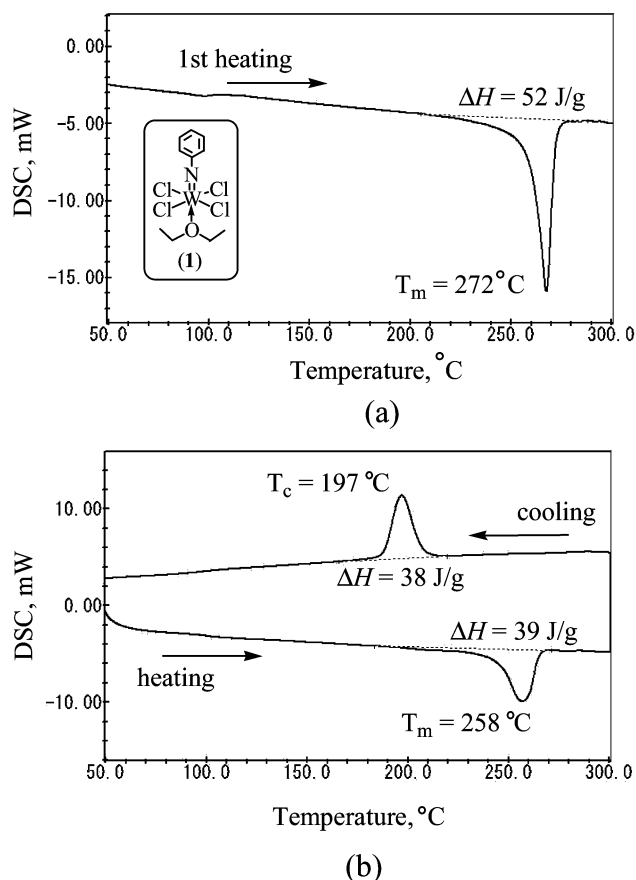 0.00
1st heating
ΔH = 52 J/g
-5.00
DSC, mW
N
Cl Cl
W
Cl Cl
O
(1)
-10.00
-15.00
Tm = 272°C
50.0 100.0 150.0 200.0 250.0 300.0
Temperature, °C
(a)
Tc = 197 °C
10.00
cooling
DSC, mW
ΔH = 38 J/g
0.00
ΔH = 39 J/g
heating
-10.00
Tm = 258 °C
50.0 100.0 150.0 200.0 250.0 300.0
Temperature, °C
(b)